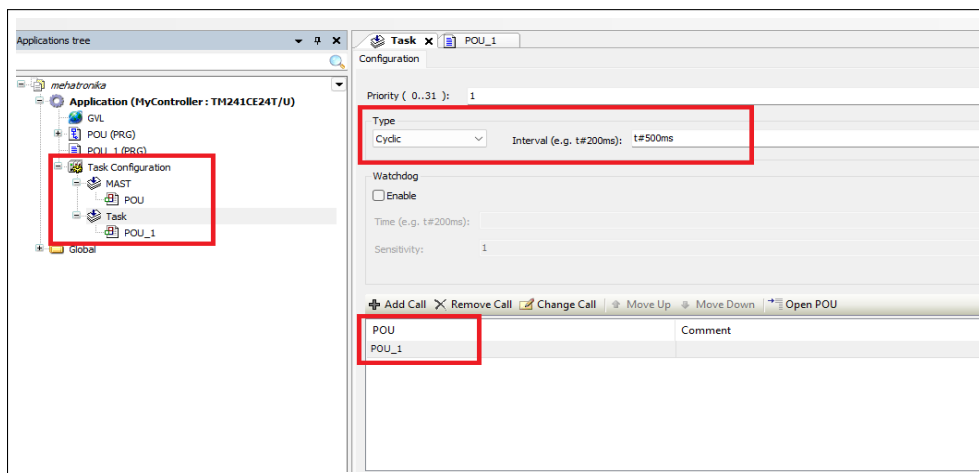 Applications tree
mehatronika
Application (MyController : TM241CE24T/U)
GVL
POU (PRG)
POU_1 (PRG)
Task Configuration
MAST
POU
Task
POU_1
Global
Task
POU_1
Configuration
Priority ( 0..31 ): 1
Type
Cyclic Interval (e.g. t#200ms): t#500ms
Watchdog
Enable
Time (e.g. t#200ms):
Sensitivity: 1
Add Call Remove Call Change Call Move Up Move Down Open POU
POU Comment
POU_1